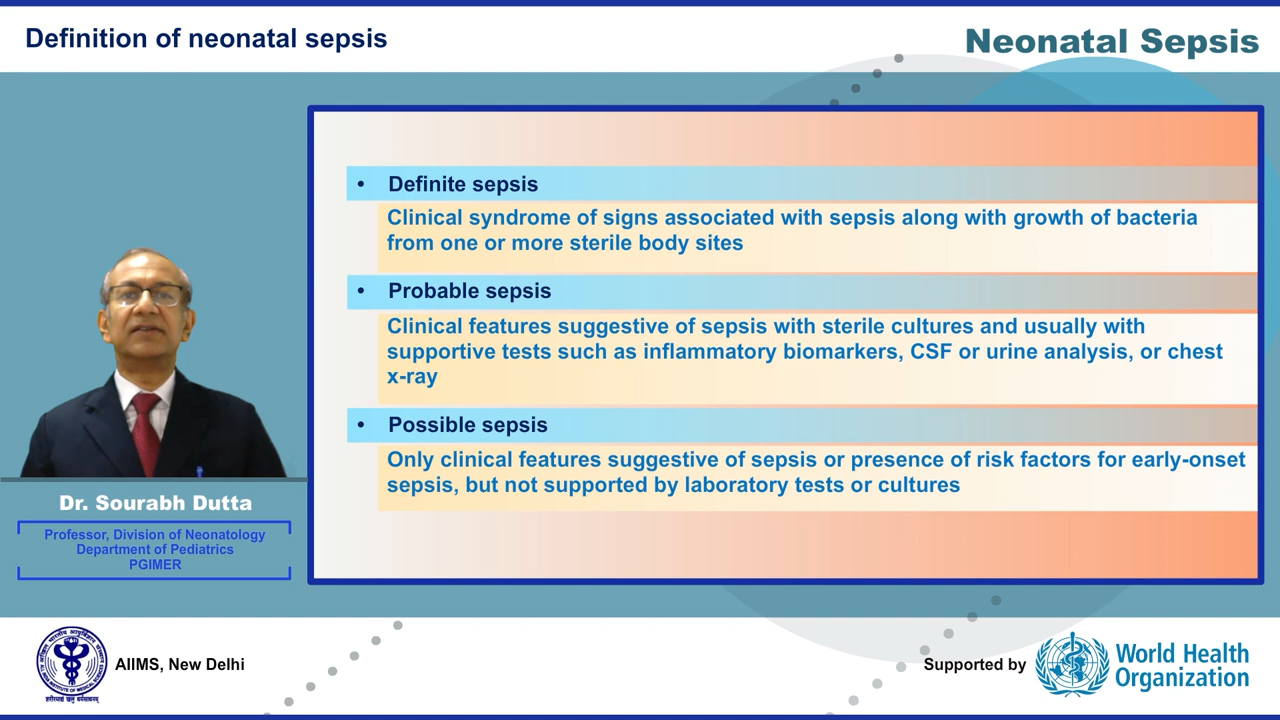 Definition of neonatal sepsis
Neonatal Sepsis
• Definite sepsis
Clinical syndrome of signs associated with sepsis along with growth of bacteria
from one or more sterile body sites
• Probable sepsis
Clinical features suggestive of sepsis with sterile cultures and usually with
supportive tests such as inflammatory biomarkers, CSF or urine analysis, or chest
x-ray
• Possible sepsis
Only clinical features suggestive of sepsis or presence of risk factors for early-onset
sepsis, but not supported by laboratory tests or cultures
Dr. Sourabh Dutta
Professor, Division of Neonatology
Department of Pediatrics
PGIMER
AIIMS, New Delhi
Supported by
World Health
Organization